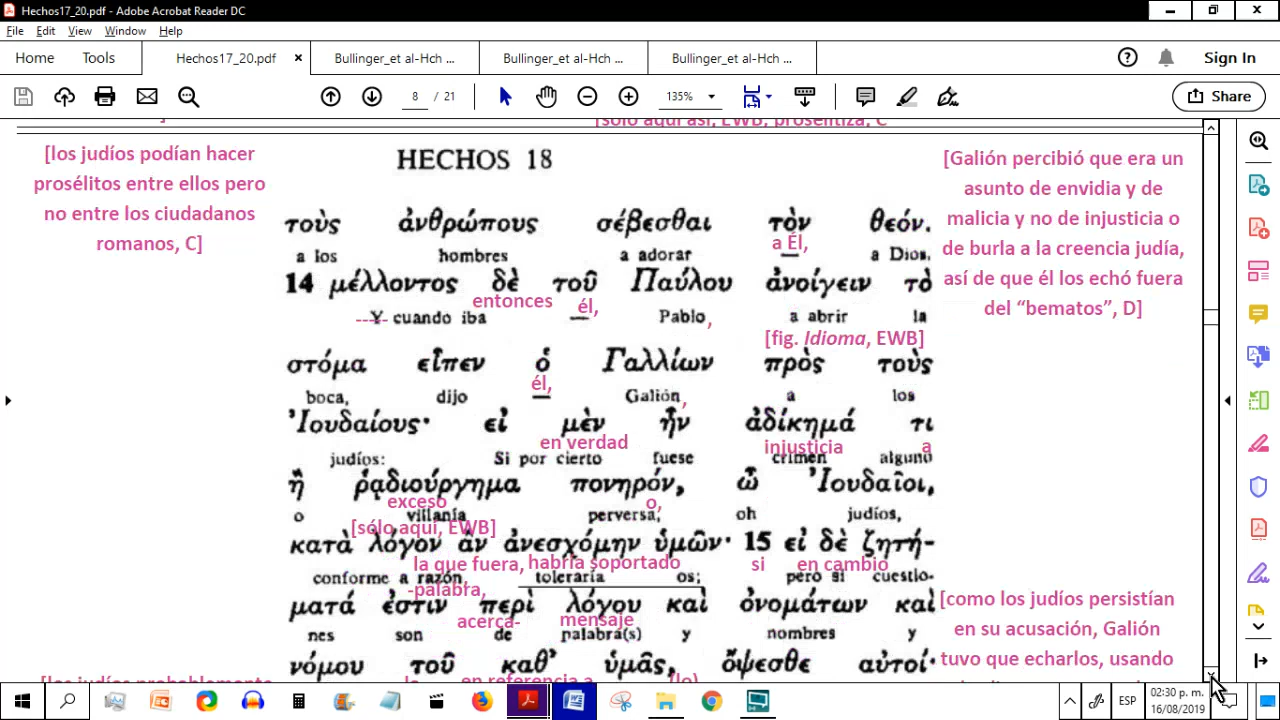 Hechos17_20.pdf - Adobe Acrobat Reader DC
File Edit View Window Help
Home Tools Hechos17_20.pdf × Bullinger_et al-Hch ... Bullinger_et al-Hch ... Bullinger_et al-Hch ... Sign In
8 / 21 135% Share
[sólo aquí así, EWB, prosélitiza, C
[los judíos podían hacer
prosélitos entre ellos pero
no entre los ciudadanos
romanos, C]
HECHOS 18
[Galión percibió que era un
asunto de envidia y de
malicia y no de injusticia o
de burla a la creencia judía,
así de que él los echó fuera
del “bematos”, D]
τοὺς ἀνθρώπους σέβεσθαι τὸν θεόν.
a Él,
a los hombres a adorar a Dios.
14 μέλλοντος δὲ τοῦ Παύλου ἀνοίγειν τὸ
entonces él,
Y cuando iba Pablo, a abrir la
[fig. Idioma, EWB]
στόμα εἶπεν ὁ Γαλλίων πρὸς τοὺς
él,
boca, dijo Galión, a los
Ἰουδαίους· εἰ μὲν ἦν ἀδίκημά τι
en verdad injusticia a
judíos: Si por cierto fuese crimen alguno
ἢ ῥᾳδιούργημα πονηρόν, ὦ Ἰουδαῖοι,
exceso o,
o villanía perversa, oh judíos,
[sólo aquí, EWB]
κατὰ λόγον ἂν ἀνεσχόμην ὑμῶν· 15 εἰ δὲ ζητή-
la que fuera, habría soportado si en cambio
conforme a razón, toleraría os; pero si cuestio-
-palabra,
ματά ἐστιν περὶ λόγου καὶ ὀνομάτων καὶ
acerca- mensaje
nes son de palabra(s) y nombres y
[como los judíos persistían
en su acusación, Galión
tuvo que echarlos, usando
νόμου τοῦ καθ’ ὑμᾶς, ὄψεσθε αὐτοί·
[los judíos probablemente
en referencia a (lo)
ESP
02:30 p. m.
16/08/2019